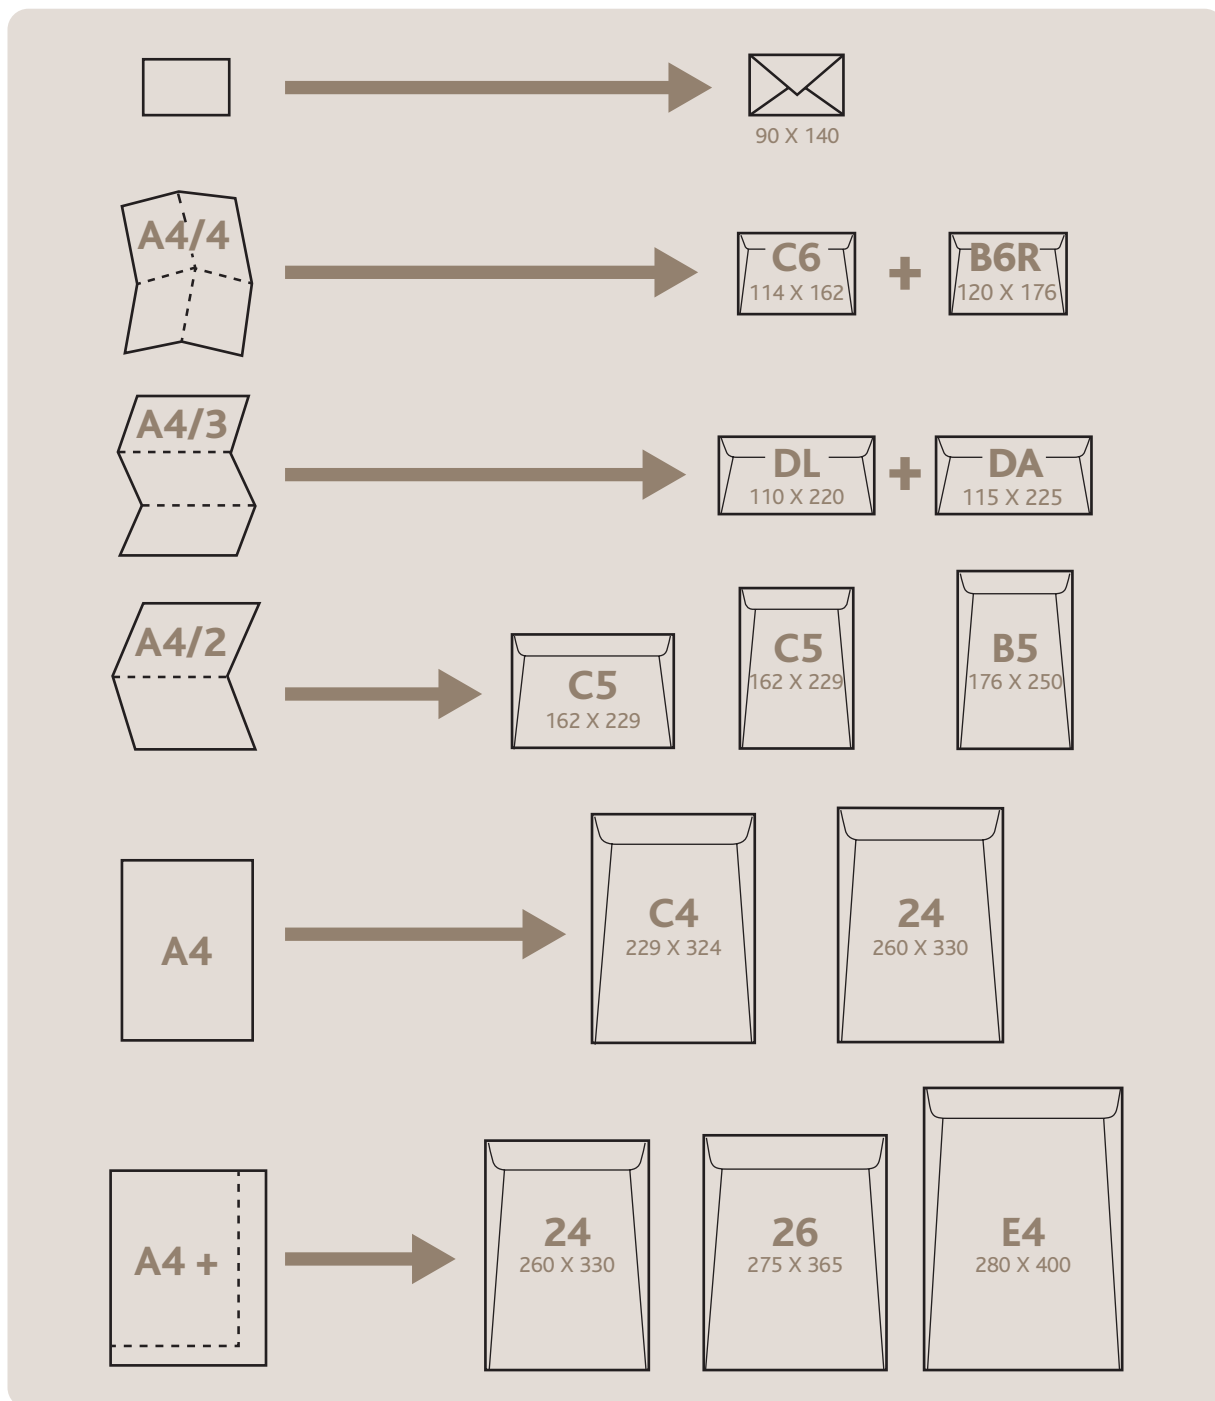 90 X 140
A4/4
C6
114 X 162
+
B6R
120 X 176
A4/3
DL
110 X 220
+
DA
115 X 225
A4/2
C5
162 X 229
C5
162 X 229
B5
176 X 250
A4
C4
229 X 324
24
260 X 330
A4 +
24
260 X 330
26
275 X 365
E4
280 X 400